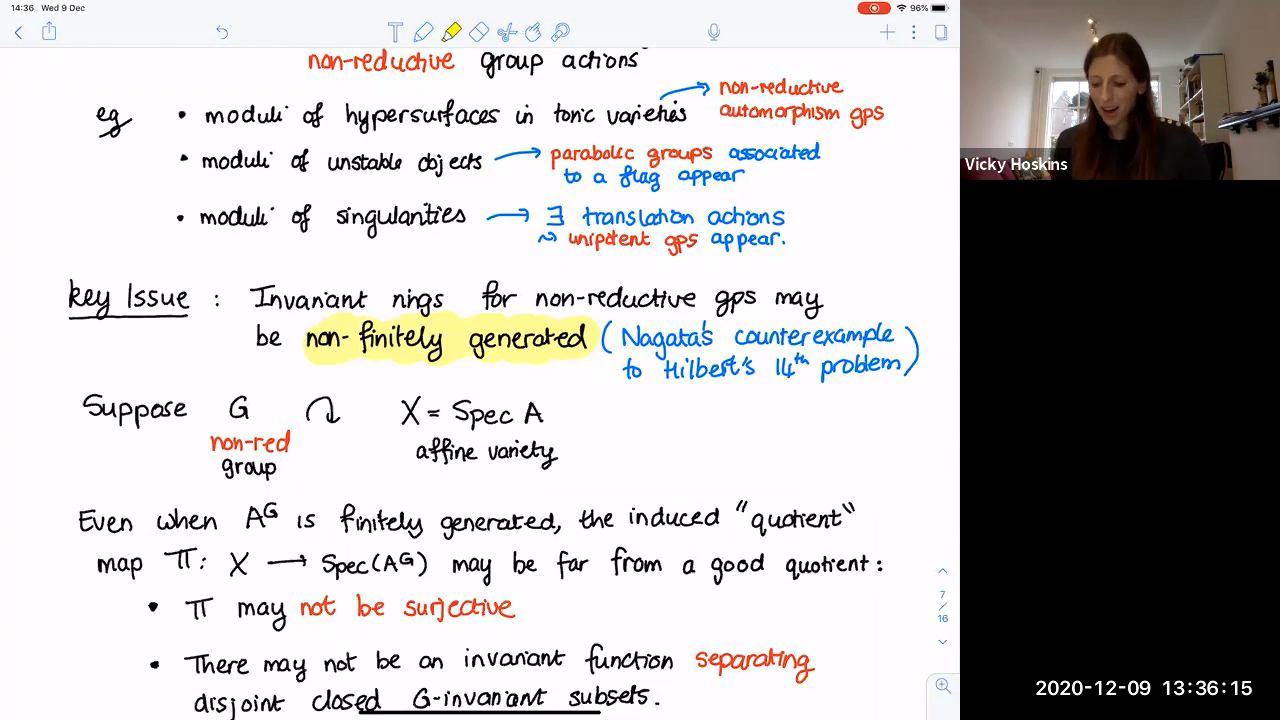 14:36 Wed 9 Dec
96%
non-reductive group actions
eg • moduli of hypersurfaces in toric varieties → non-reductive
automorphism gps
• moduli of unstable objects → parabolic groups associated
to a flag appear
• moduli of singularities → ∃ translation actions
⤳ unipotent gps appear.
Key Issue : Invariant rings for non-reductive gps may
be non-finitely generated (Nagata's counterexample
to Hilbert's 14th problem)
Suppose G ↷ X = Spec A
non-red
group
affine variety
Even when A^G is finitely generated, the induced "quotient"
map π: X → Spec(A^G) may be far from a good quotient:
• π may not be surjective
• There may not be an invariant function separating
disjoint closed G-invariant subsets.
7
/
16
Vicky Hoskins
2020-12-09 13:36:15